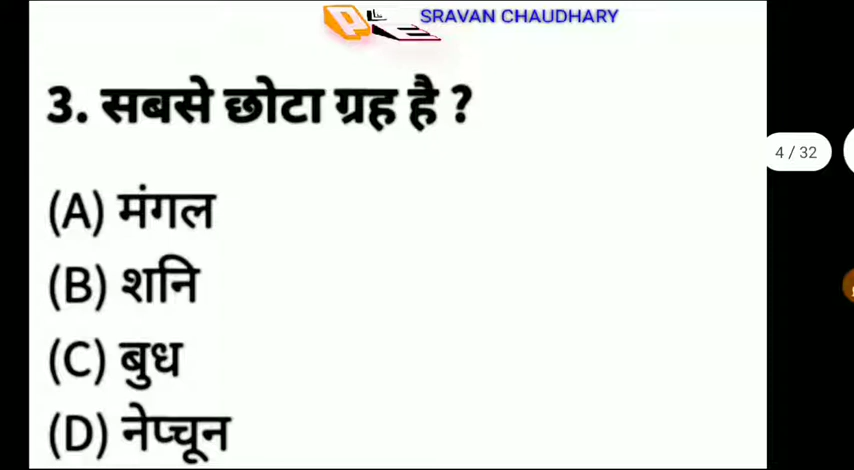 SRAVAN CHAUDHARY
3. सबसे छोटा ग्रह है ?
4 / 32
(A) मंगल
(B) शनि
(C) बुध
(D) नेप्चून